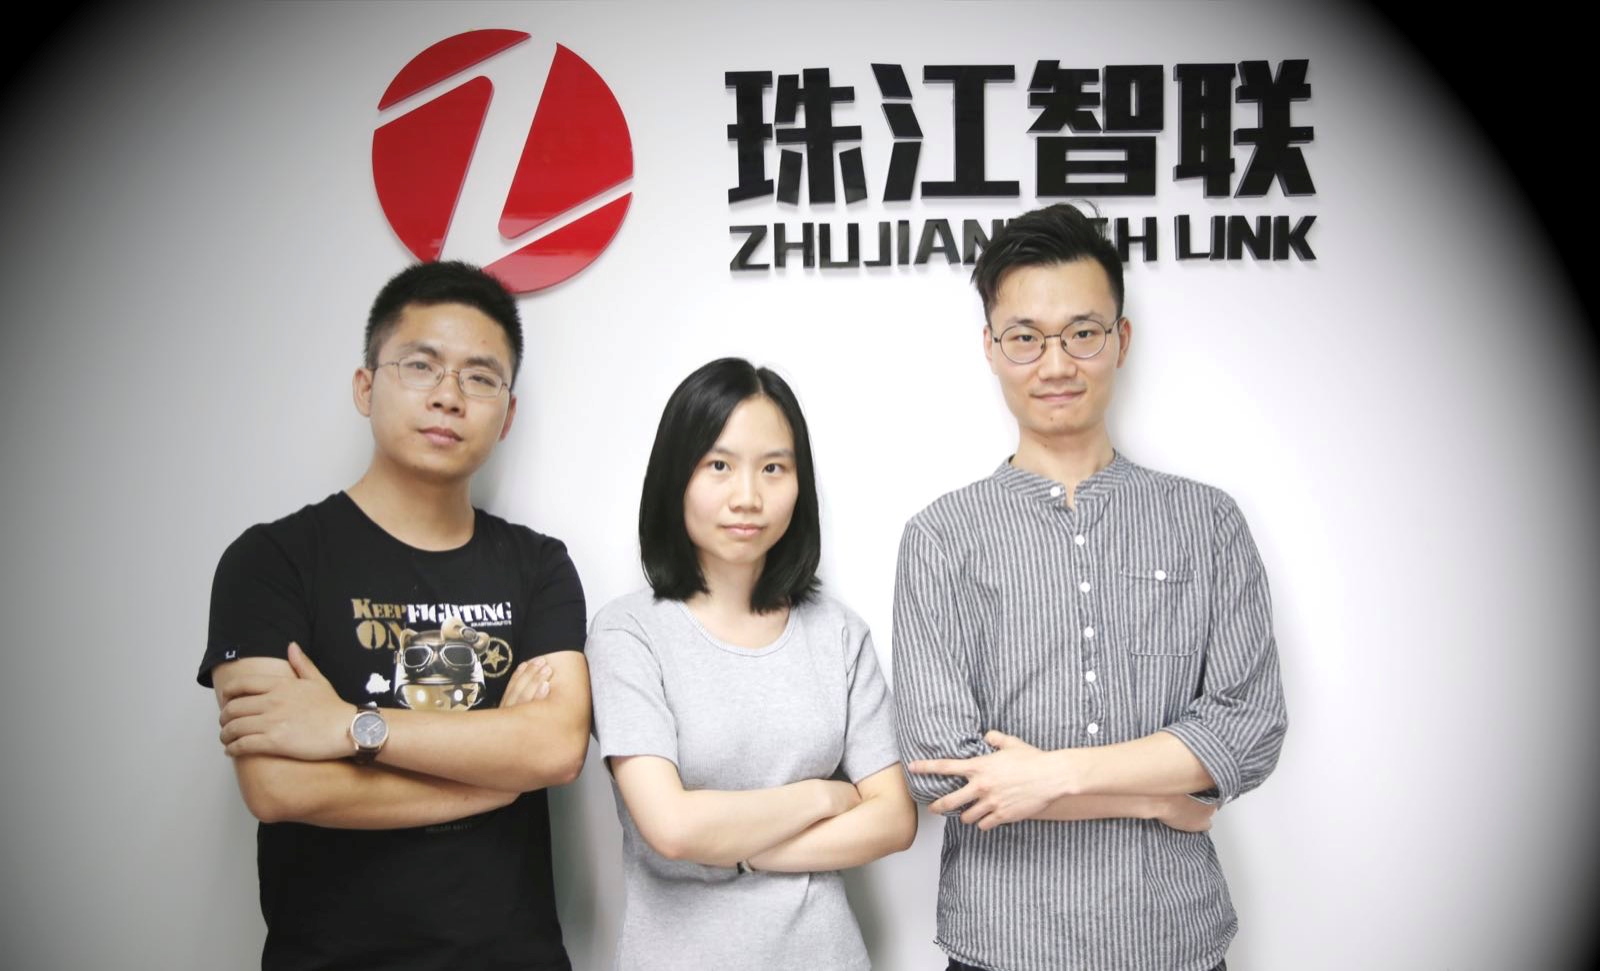 珠江智联
ZHUJIAN H LINK
KEEP FIGHTING
ON